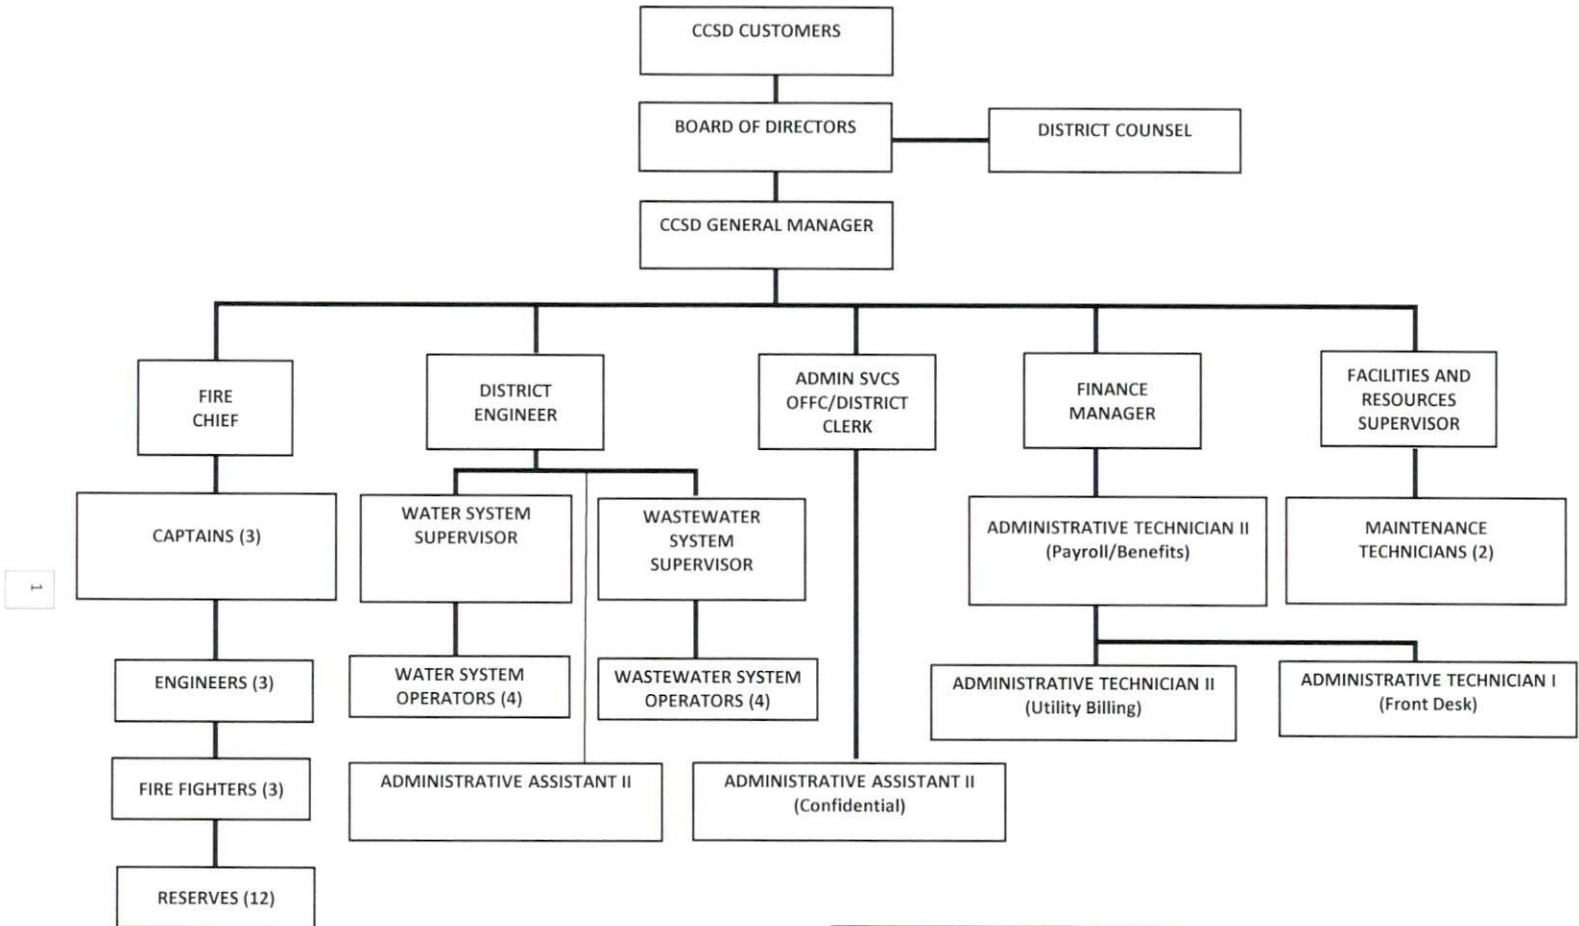 CCSD CUSTOMERS
BOARD OF DIRECTORS
DISTRICT COUNSEL
CCSD GENERAL MANAGER
FIRE
CHIEF
DISTRICT
ENGINEER
ADMIN SVCS
OFFC/DISTRICT
CLERK
FINANCE
MANAGER
FACILITIES AND
RESOURCES
SUPERVISOR
CAPTAINS (3)
WATER SYSTEM
SUPERVISOR
WASTEWATER
SYSTEM
SUPERVISOR
ADMINISTRATIVE TECHNICIAN II
(Payroll/Benefits)
MAINTENANCE
TECHNICIANS (2)
1
ENGINEERS (3)
WATER SYSTEM
OPERATORS (4)
WASTEWATER SYSTEM
OPERATORS (4)
ADMINISTRATIVE TECHNICIAN II
(Utility Billing)
ADMINISTRATIVE TECHNICIAN I
(Front Desk)
FIRE FIGHTERS (3)
ADMINISTRATIVE ASSISTANT II
ADMINISTRATIVE ASSISTANT II
(Confidential)
RESERVES (12)